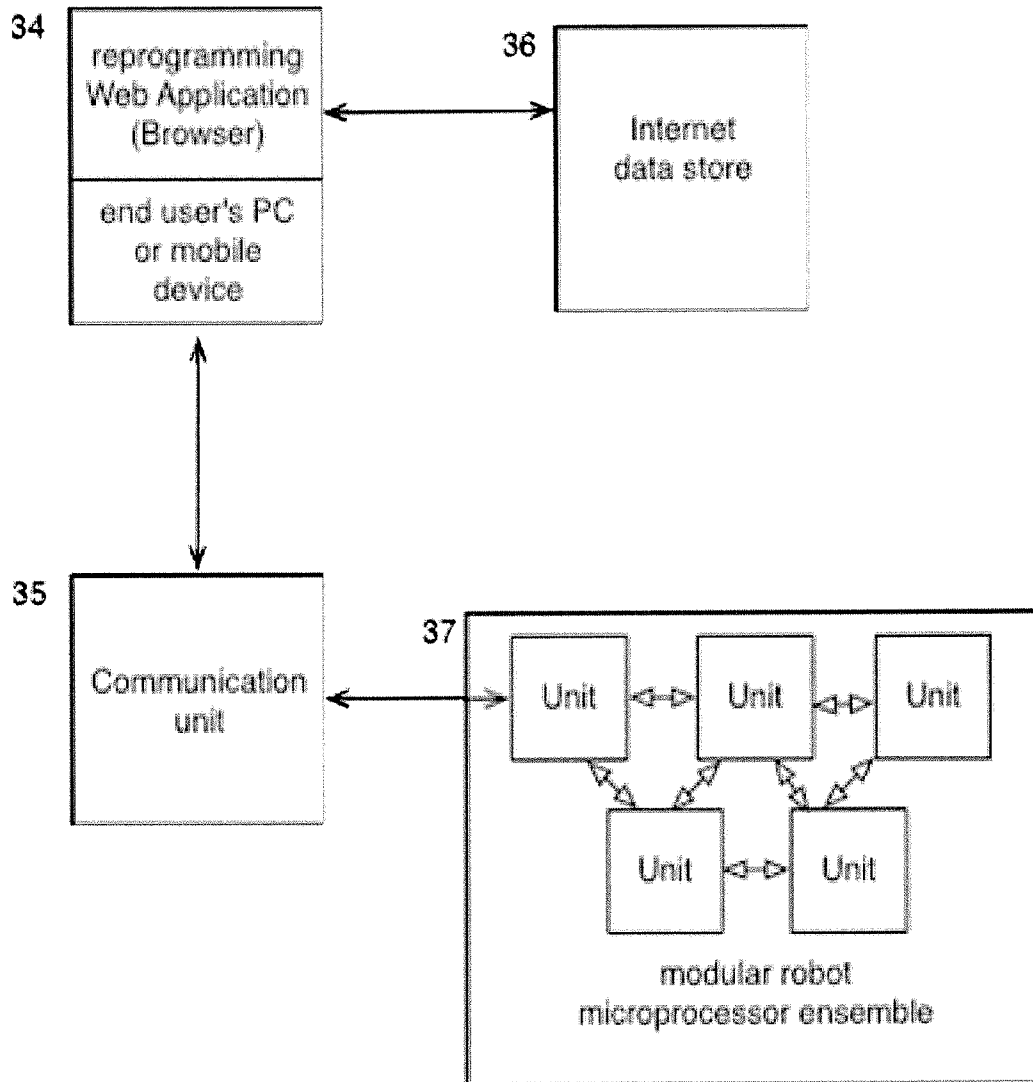 34
reprogramming
Web Application
(Browser)
end user's PC
or mobile
device
36
Internet
data store
35
Communication
unit
37
Unit
Unit
Unit
Unit
Unit
modular robot
microprocessor ensemble